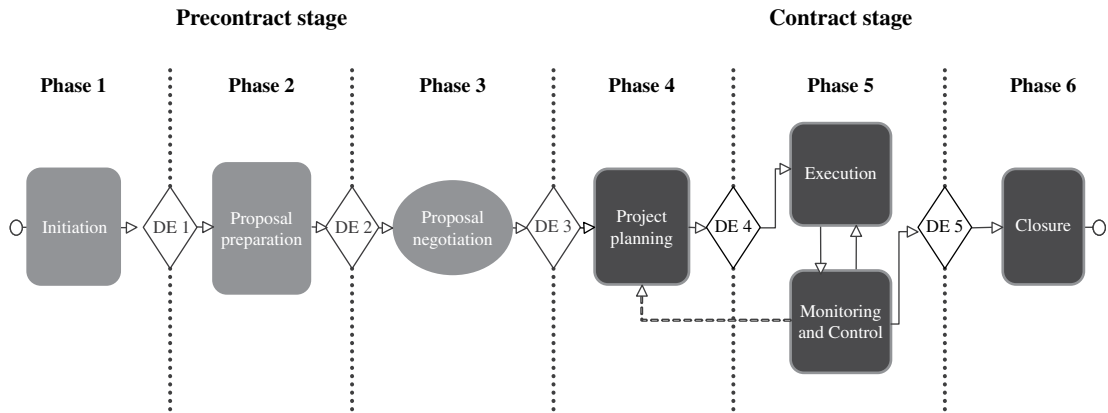 Precontract stage
Contract stage
Phase 1
Phase 2
Phase 3
Phase 4
Phase 5
Phase 6
Initiation
DE 1
Proposal
preparation
DE 2
Proposal
negotiation
DE 3
Project
planning
DE 4
Execution
Monitoring
and Control
DE 5
Closure